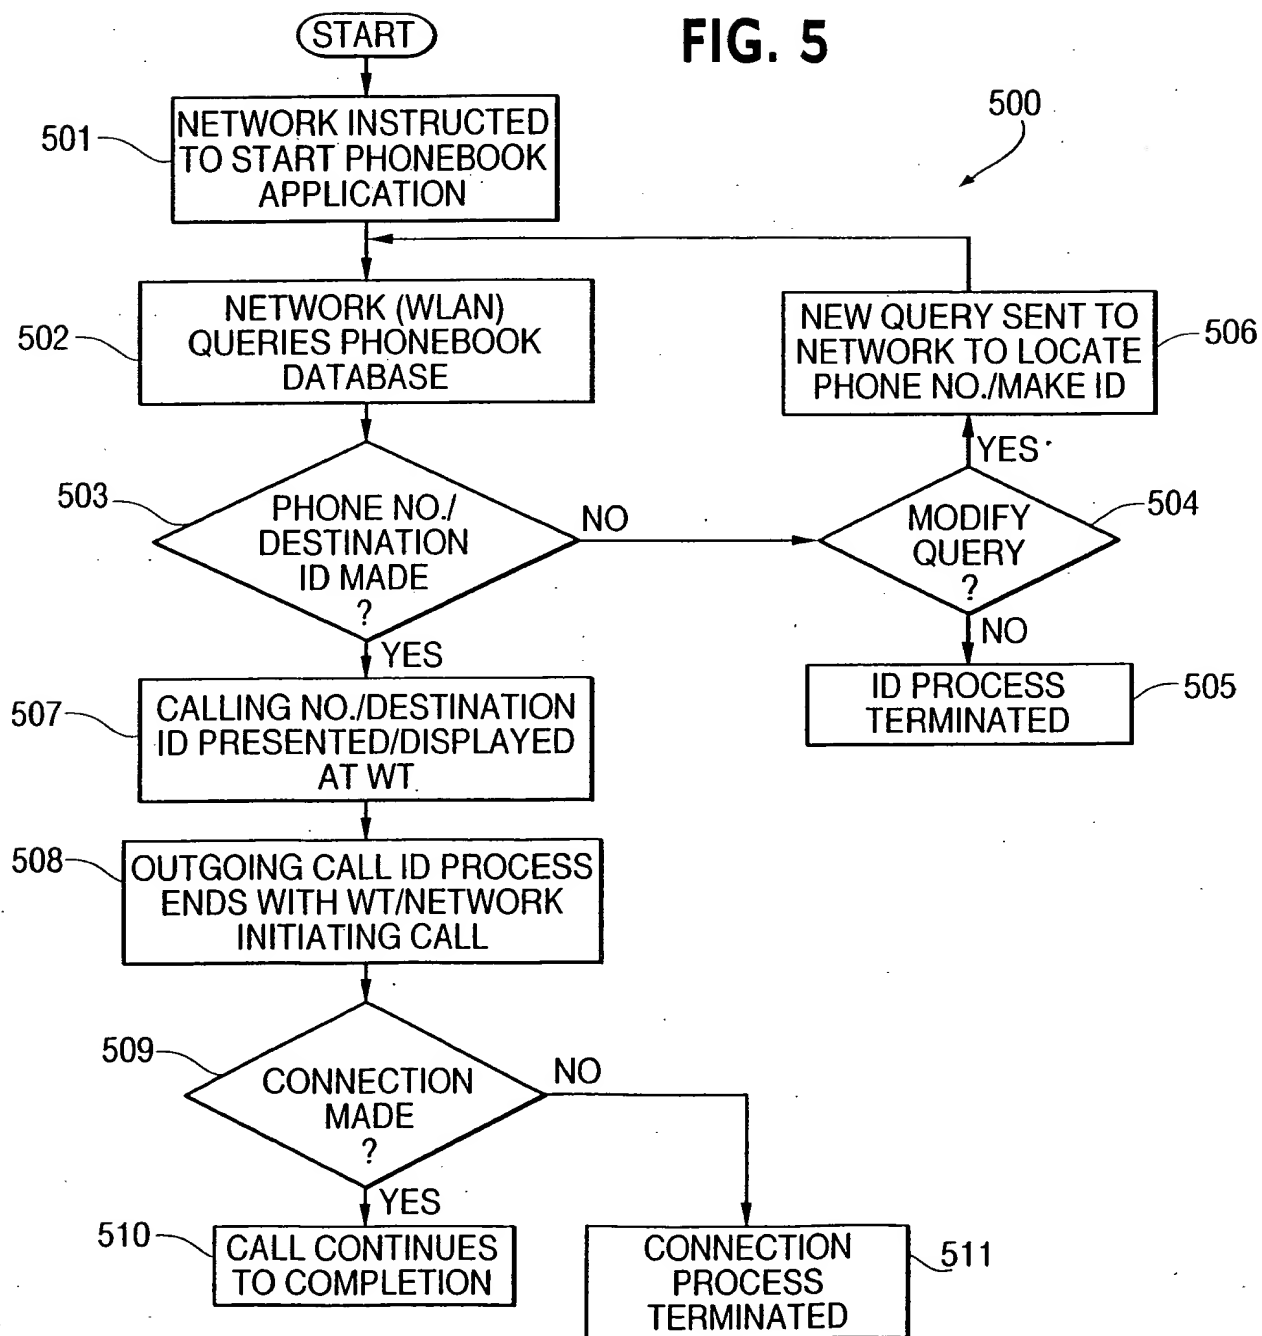 START
FIG. 5
500
501
NETWORK INSTRUCTED
TO START PHONEBOOK
APPLICATION
502
NETWORK (WLAN)
QUERIES PHONEBOOK
DATABASE
NEW QUERY SENT TO
NETWORK TO LOCATE
PHONE NO./MAKE ID
506
YES
503
PHONE NO./
DESTINATION
ID MADE
?
NO
MODIFY
QUERY
?
504
NO
YES
ID PROCESS
TERMINATED
505
507
CALLING NO./DESTINATION
ID PRESENTED/DISPLAYED
AT WT
508
OUTGOING CALL ID PROCESS
ENDS WITH WT/NETWORK
INITIATING CALL
509
CONNECTION
MADE
?
NO
YES
510
CALL CONTINUES
TO COMPLETION
CONNECTION
PROCESS
TERMINATED
511